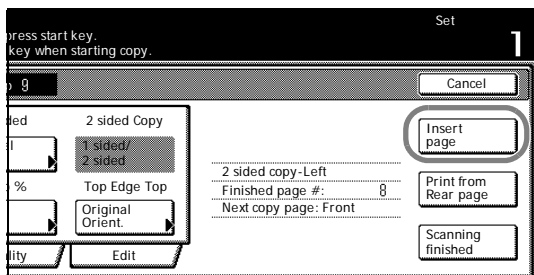 Set
press start key.
key when starting copy.
1
9
Cancel
2 sided Copy
1 sided/
2 sided
Insert
page
2 sided copy-Left
Finished page #: 8
Next copy page: Front
% Top Edge Top
Print from
Rear page
Original
Orient.
Scanning
finished
Edit